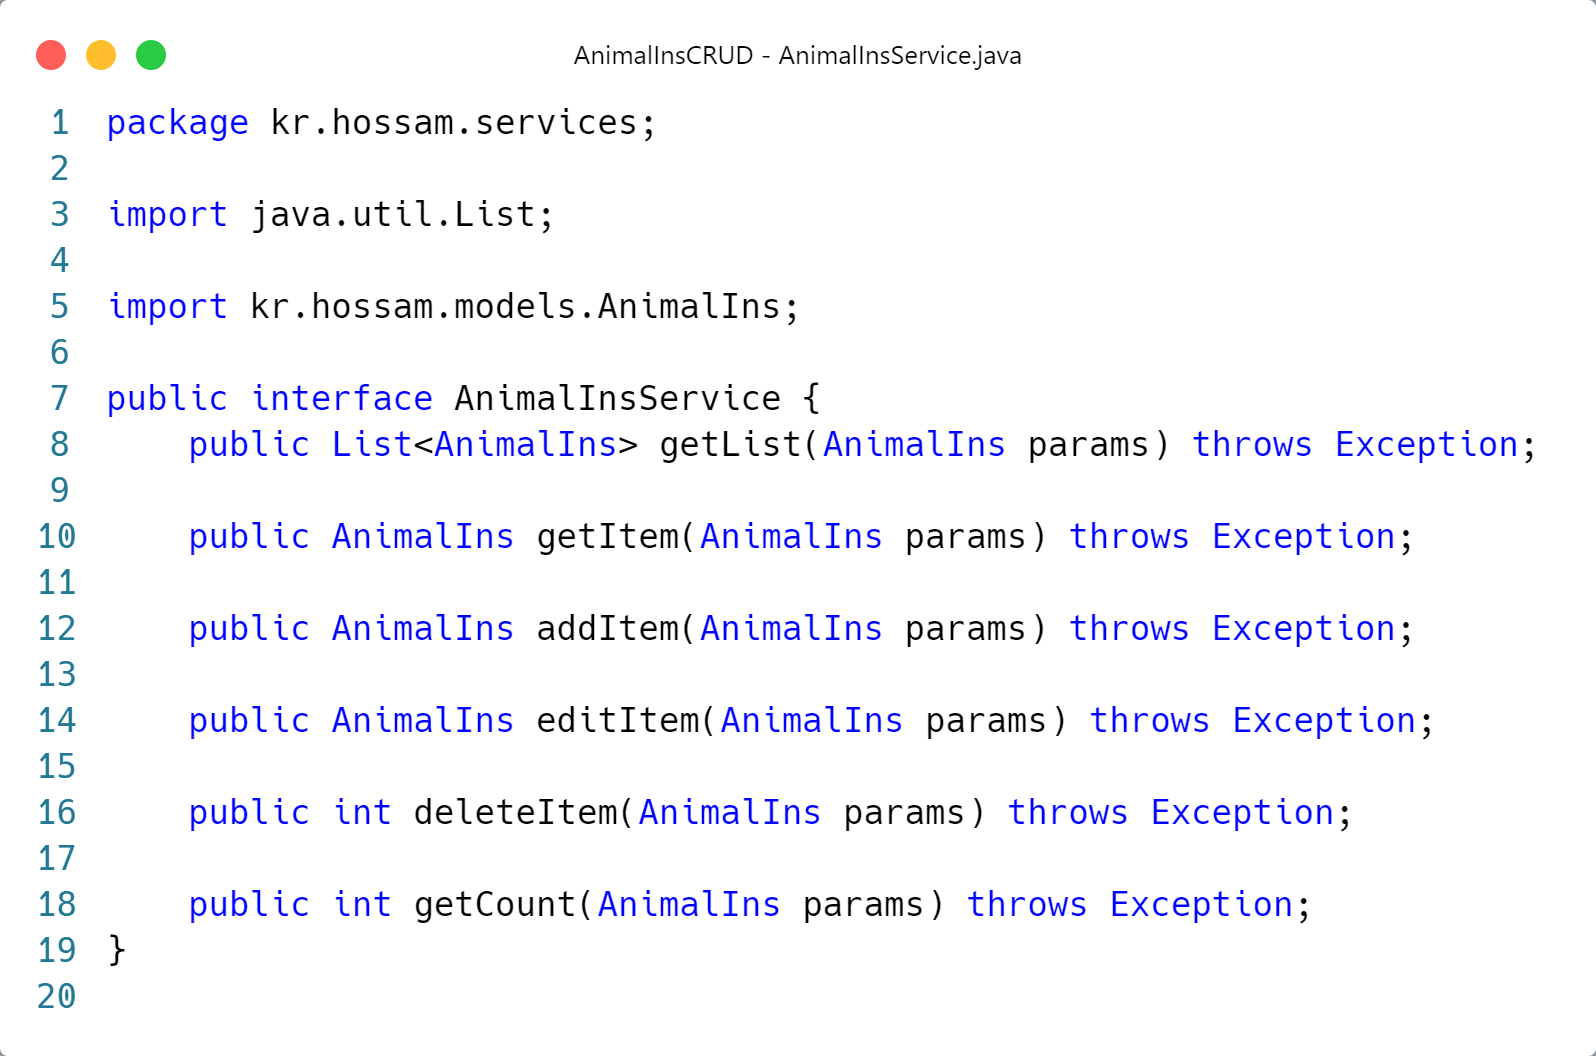 AnimalInsCRUD - AnimalInsService.java
1 package kr.hossam.services;
2
3 import java.util.List;
4
5 import kr.hossam.models.AnimalIns;
6
7 public interface AnimalInsService {
8     public List<AnimalIns> getList(AnimalIns params) throws Exception;
9
10     public AnimalIns getItem(AnimalIns params) throws Exception;
11
12     public AnimalIns addItem(AnimalIns params) throws Exception;
13
14     public AnimalIns editItem(AnimalIns params) throws Exception;
15
16     public int deleteItem(AnimalIns params) throws Exception;
17
18     public int getCount(AnimalIns params) throws Exception;
19 }
20